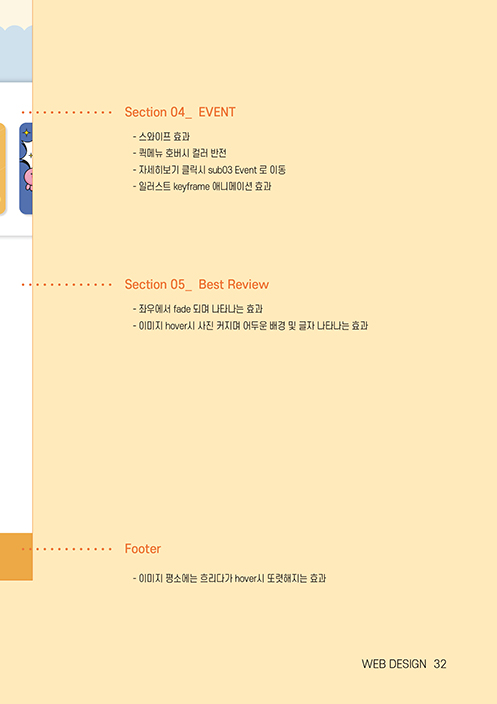 Section 04_ EVENT
- 스와이프 효과
- 퀵메뉴 호버시 컬러 반전
- 자세히보기 클릭시 sub03 Event 로 이동
- 일러스트 keyframe 애니메이션 효과
Section 05_ Best Review
- 좌우에서 fade 되며 나타나는 효과
- 이미지 hover시 사진 커지며 어두운 배경 및 글자 나타나는 효과
Footer
- 이미지 평소에는 흐리다가 hover시 또렷해지는 효과
WEB DESIGN 32